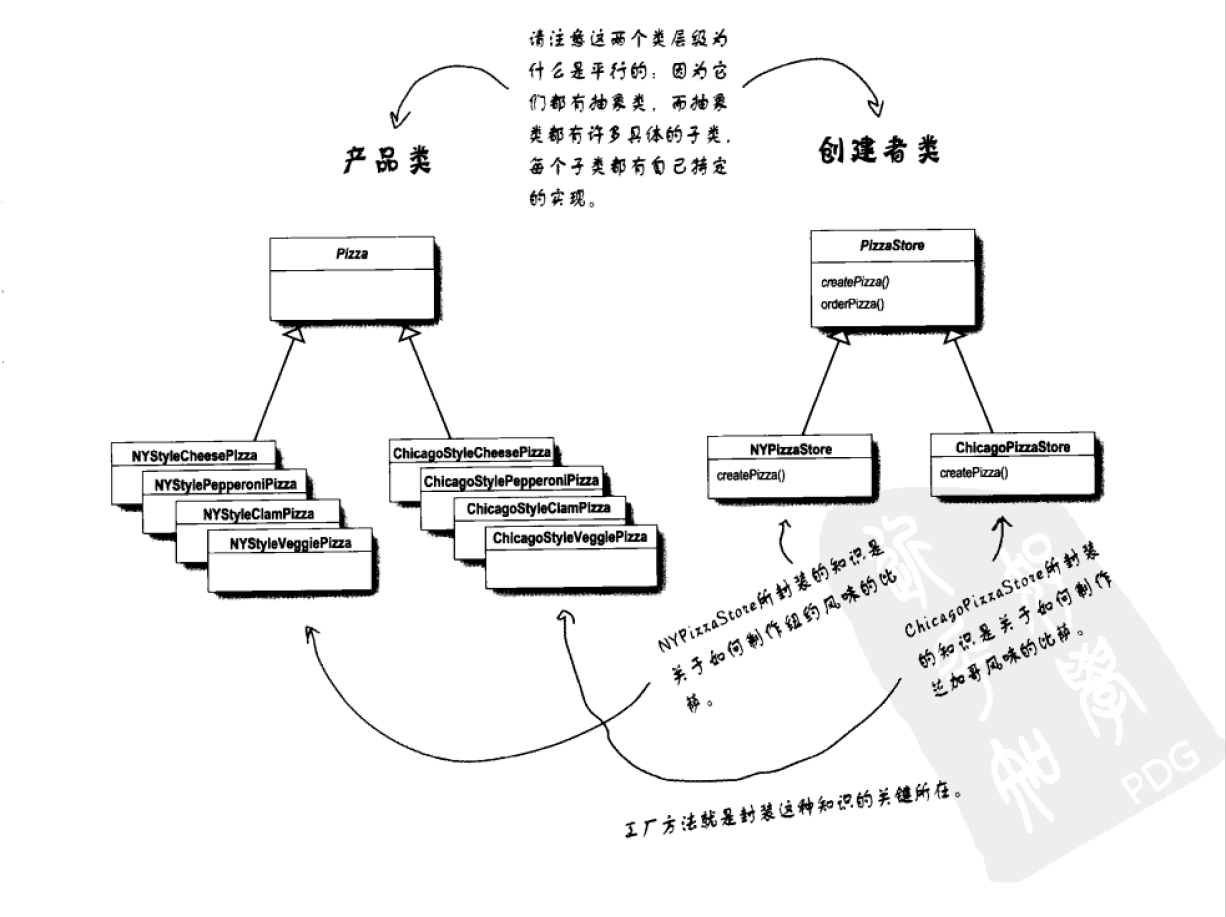 请注意这两个类层级为
什么是平行的：因为它
们都有抽象类，而抽象
类都有许多具体的子类，
每个子类都有自己特定
的实现。
产品类
创建者类
Pizza
PizzaStore
createPizza()
orderPizza()
NYStyleCheesePizza
NYStylePepperoniPizza
NYStyleClamPizza
NYStyleVeggiePizza
ChicagoStyleCheesePizza
ChicagoStylePepperoniPizza
ChicagoStyleClamPizza
ChicagoStyleVeggiePizza
NYPizzaStore
createPizza()
ChicagoPizzaStore
createPizza()
NYPizzaStore所封装的知识是
关于如何制作纽约风味的比
萨。
ChicagoPizzaStore所封装
的知识是关于如何制作
芝加哥风味的比萨。
工厂方法就是封装这种知识的关键所在。
PDG